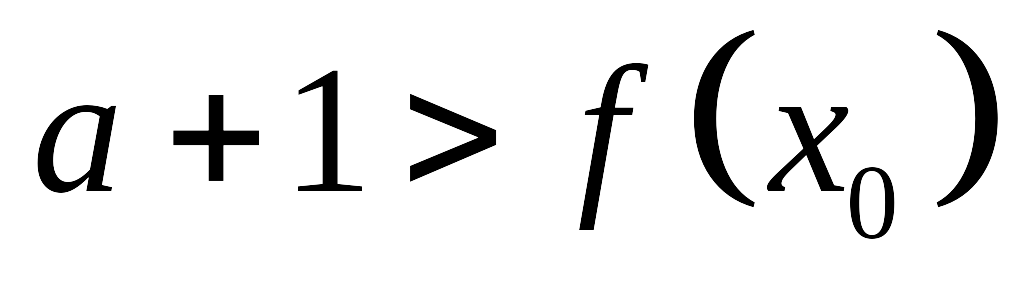 a + 1 > f(x₀)